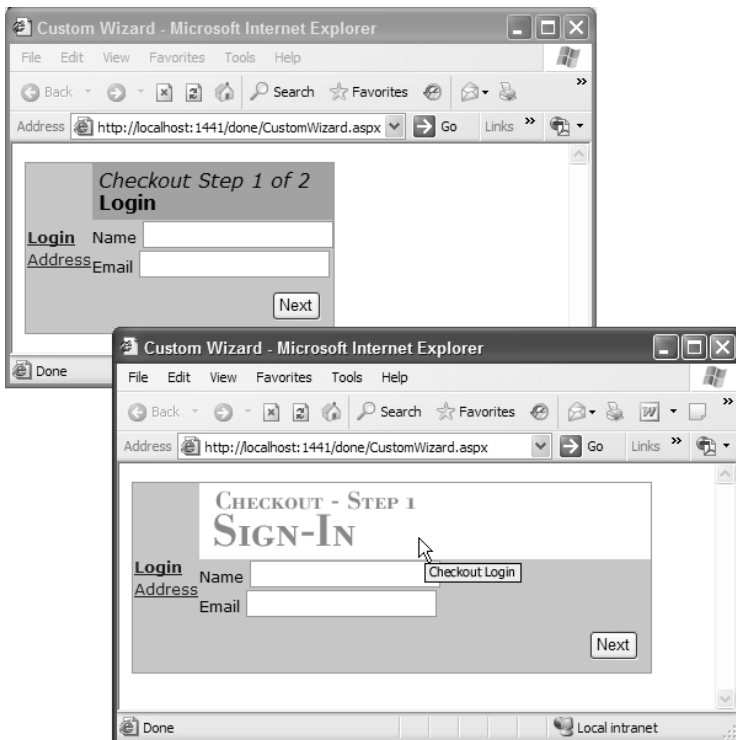 Custom Wizard - Microsoft Internet Explorer
File Edit View Favorites Tools Help
Back Search Favorites »
Address http://localhost:1441/done/CustomWizard.aspx Go Links »
Checkout Step 1 of 2
Login
Login Name
Address Email
Next
Done
Custom Wizard - Microsoft Internet Explorer
File Edit View Favorites Tools Help
Back Search Favorites W »
Address http://localhost:1441/done/CustomWizard.aspx Go Links »
Checkout - Step 1
Sign-In
Checkout Login
Login Name
Address Email
Next
Done Local intranet